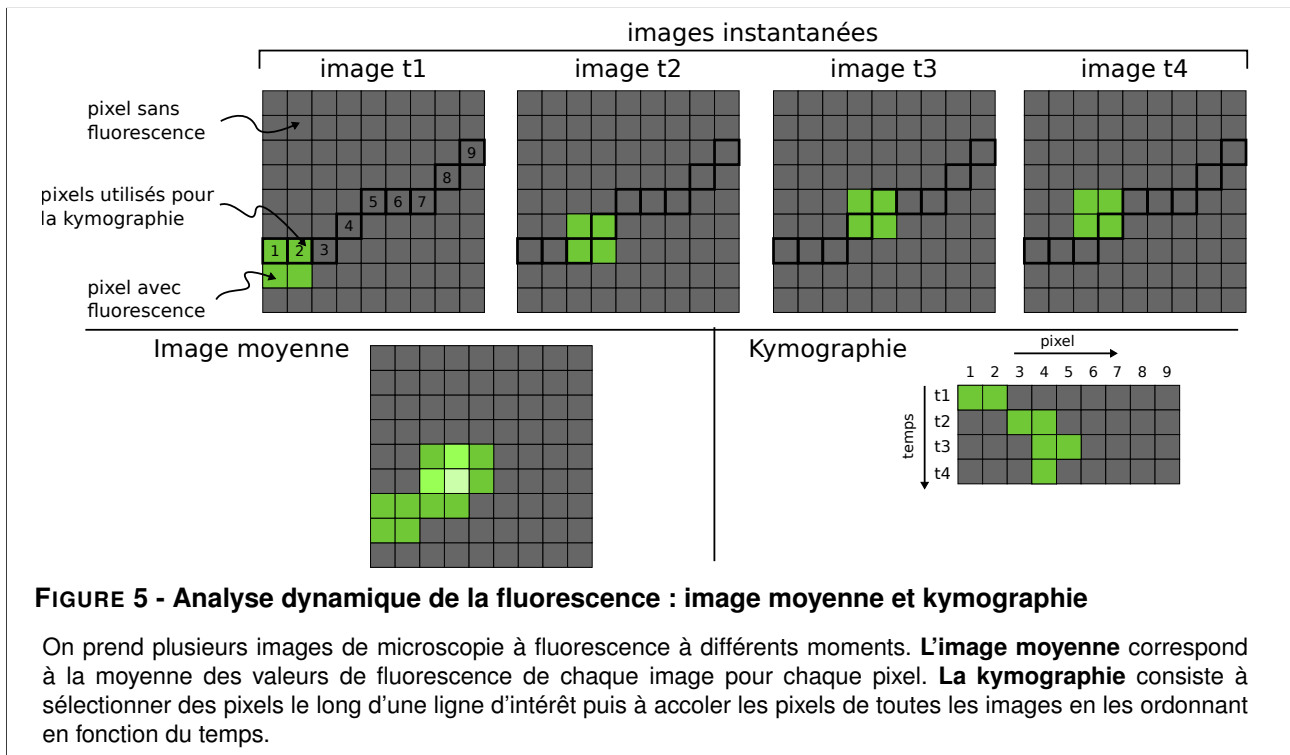 images instantanées
image t1
image t2
image t3
image t4
pixel sans
fluorescence
pixels utilisés pour
la kymographie
pixel avec
fluorescence
9
8
5 6 7
4
1 2 3
Image moyenne
Kymographie
pixel
1 2 3 4 5 6 7 8 9
temps
t1
t2
t3
t4
FIGURE 5 - Analyse dynamique de la fluorescence : image moyenne et kymographie
On prend plusieurs images de microscopie à fluorescence à différents moments. L'image moyenne correspond
à la moyenne des valeurs de fluorescence de chaque image pour chaque pixel. La kymographie consiste à
sélectionner des pixels le long d'une ligne d'intérêt puis à accoler les pixels de toutes les images en les ordonnant
en fonction du temps.